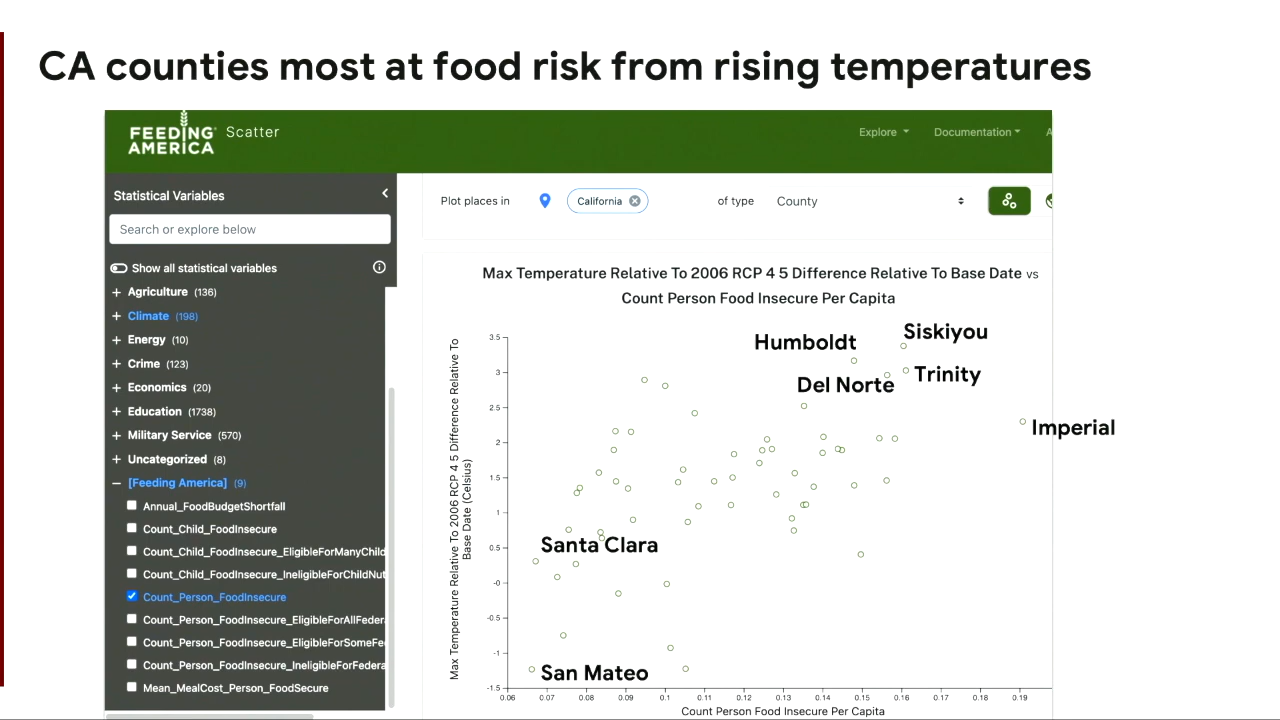 CA counties most at food risk from rising temperatures
FEEDING
AMERICA
Scatter
Explore
Documentation
A
Statistical Variables
Search or explore below
Show all statistical variables
+ Agriculture (136)
+ Climate (198)
+ Energy (10)
+ Crime (123)
+ Economics (20)
+ Education (1738)
+ Military Service (570)
+ Uncategorized (8)
− [Feeding America] (9)
Annual_FoodBudgetShortfall
Count_Child_FoodInsecure
Count_Child_FoodInsecure_EligibleForManyChild
Count_Child_FoodInsecure_IneligibleForChildNut
Count_Person_FoodInsecure
Count_Person_FoodInsecure_EligibleForAllFeder
Count_Person_FoodInsecure_EligibleForSomeFe
Count_Person_FoodInsecure_IneligibleForFedera
Mean_MealCost_Person_FoodSecure
Plot places in
California
of type
County
Max Temperature Relative To 2006 RCP 4 5 Difference Relative To Base Date vs
Count Person Food Insecure Per Capita
Max Temperature Relative To 2006 RCP 4 5 Difference Relative To
Base Date (Celsius)
3.5
3
2.5
2
1.5
1
0.5
-0
-0.5
-1
-1.5
Humboldt
Siskiyou
Del Norte
Trinity
Imperial
Santa Clara
San Mateo
0.06
0.07
0.08
0.09
0.1
0.11
0.12
0.13
0.14
0.15
0.16
0.17
0.18
0.19
Count Person Food Insecure Per Capita